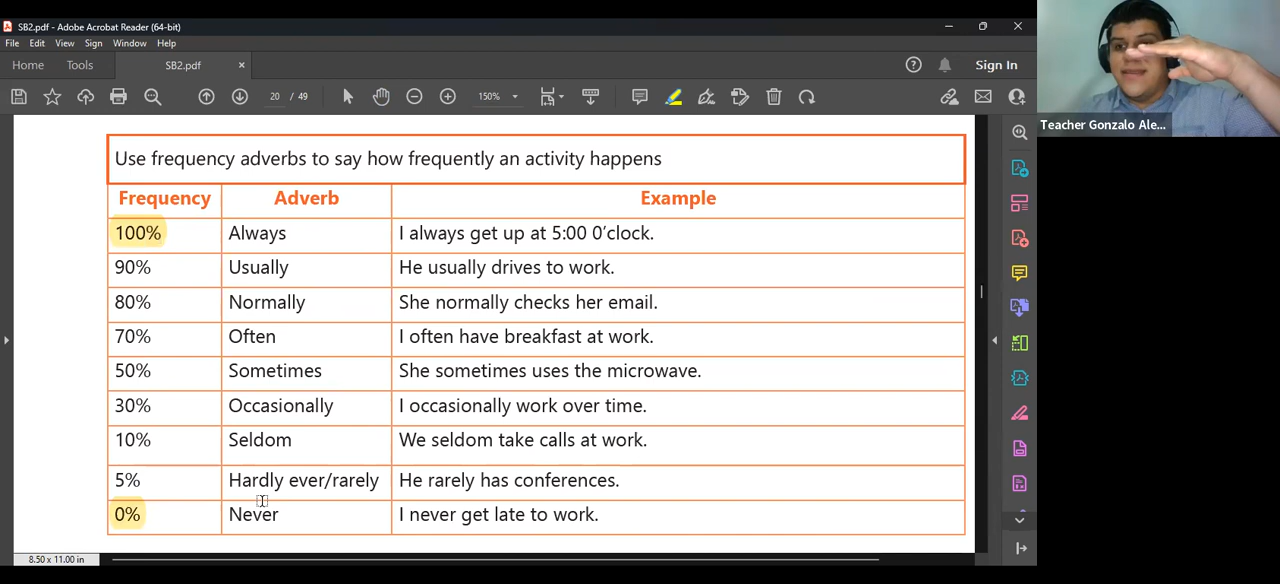 SB2.pdf - Adobe Acrobat Reader (64-bit)
File Edit View Sign Window Help
Home Tools SB2.pdf × Sign In
20 / 49 150%
Teacher Gonzalo Ale...
Use frequency adverbs to say how frequently an activity happens
Frequency Adverb Example
100% Always I always get up at 5:00 0'clock.
90% Usually He usually drives to work.
80% Normally She normally checks her email.
70% Often I often have breakfast at work.
50% Sometimes She sometimes uses the microwave.
30% Occasionally I occasionally work over time.
10% Seldom We seldom take calls at work.
5% Hardly ever/rarely He rarely has conferences.
0% Never I never get late to work.
8.50 x 11.00 in